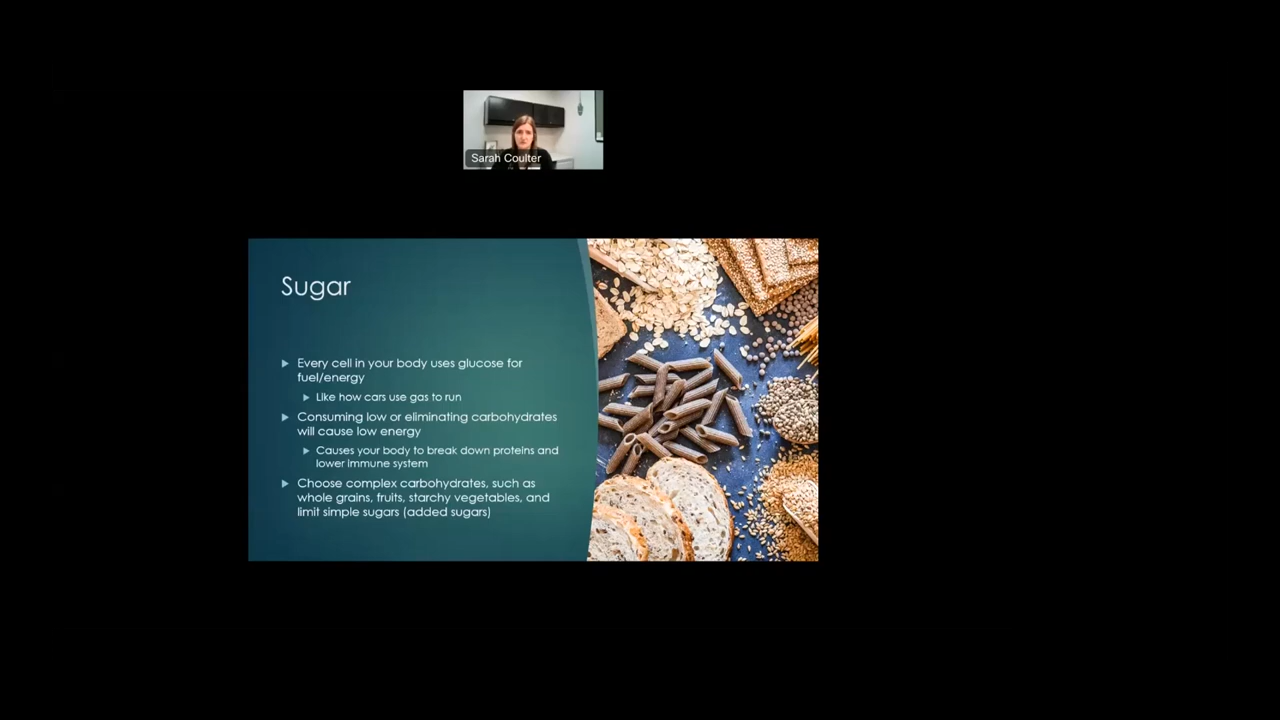 Sarah Coulter
Sugar
Every cell in your body uses glucose for
fuel/energy
Like how cars use gas to run
Consuming low or eliminating carbohydrates
will cause low energy
Causes your body to break down proteins and
lower immune system
Choose complex carbohydrates, such as
whole grains, fruits, starchy vegetables, and
limit simple sugars (added sugars)